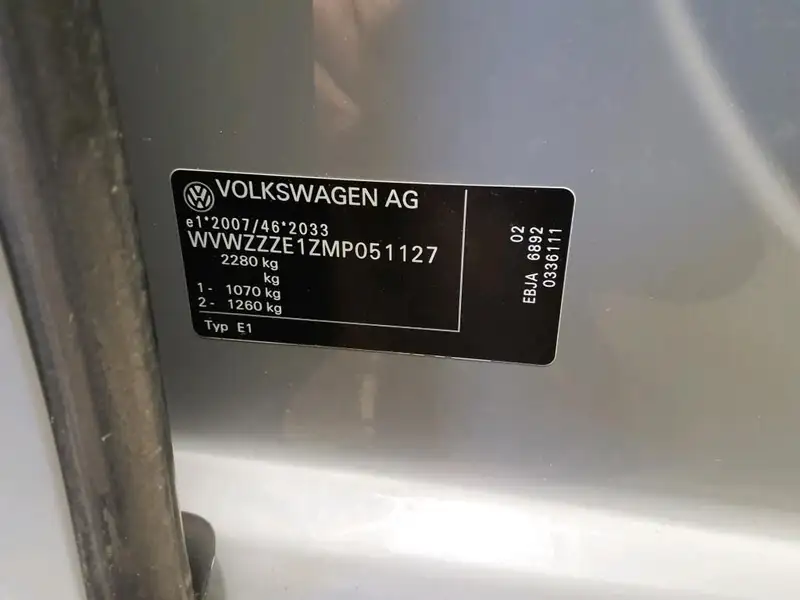 VOLKSWAGEN AG
e1*2007/46*2033
WVWZZZE1ZMP051127
2280 kg
kg
1- 1070 kg
2- 1260 kg
Typ E1
02
EBJA 6892
0336111